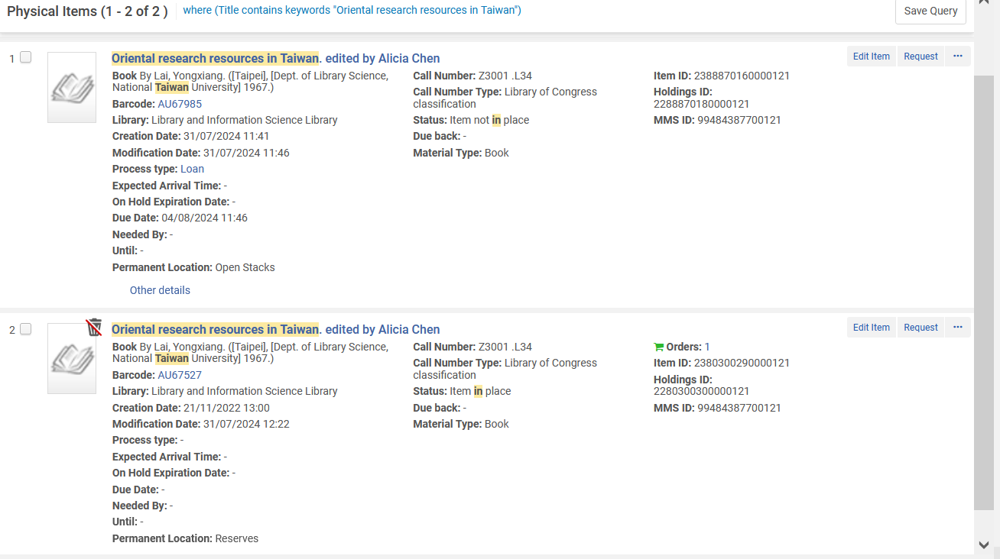 Physical Items (1 - 2 of 2 )
where (Title contains keywords "Oriental research resources in Taiwan")
Save Query
1
Oriental research resources in Taiwan. edited by Alicia Chen
Edit Item
Request
...
Book By Lai, Yongxiang. ([Taipei], [Dept. of Library Science,
National Taiwan University] 1967.)
Barcode: AU67985
Library: Library and Information Science Library
Creation Date: 31/07/2024 11:41
Modification Date: 31/07/2024 11:46
Process type: Loan
Expected Arrival Time: -
On Hold Expiration Date: -
Due Date: 04/08/2024 11:46
Needed By: -
Until: -
Permanent Location: Open Stacks
Other details
Call Number: Z3001 .L34
Call Number Type: Library of Congress
classification
Status: Item not in place
Due back: -
Material Type: Book
Item ID: 2388870160000121
Holdings ID:
2288870180000121
MMS ID: 99484387700121
2
Oriental research resources in Taiwan. edited by Alicia Chen
Edit Item
Request
...
Book By Lai, Yongxiang. ([Taipei], [Dept. of Library Science,
National Taiwan University] 1967.)
Barcode: AU67527
Library: Library and Information Science Library
Creation Date: 21/11/2022 13:00
Modification Date: 31/07/2024 12:22
Process type: -
Expected Arrival Time: -
On Hold Expiration Date: -
Due Date: -
Needed By: -
Until: -
Permanent Location: Reserves
Call Number: Z3001 .L34
Call Number Type: Library of Congress
classification
Status: Item in place
Due back: -
Material Type: Book
Orders: 1
Item ID: 2380300290000121
Holdings ID:
2280300300000121
MMS ID: 99484387700121